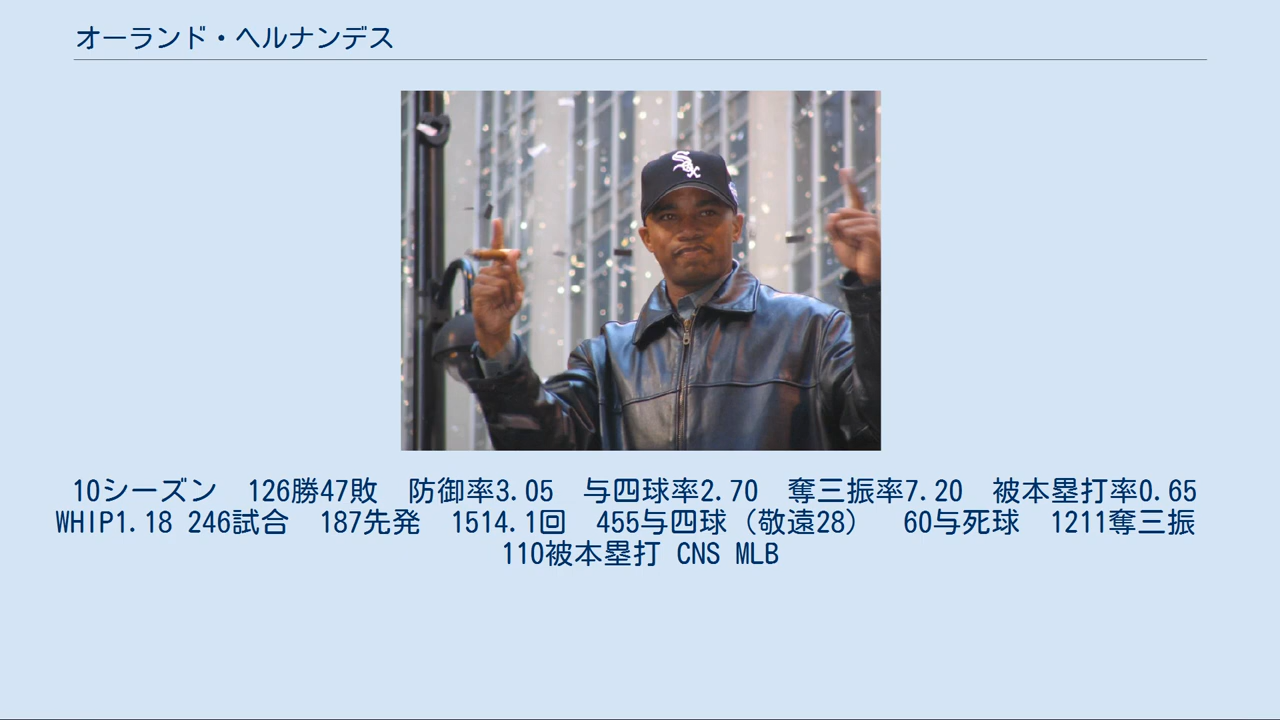 オーランド・ヘルナンデス
Sox
10シーズン　126勝47敗　防御率3.05　与四球率2.70　奪三振率7.20　被本塁打率0.65
WHIP1.18 246試合　187先発　1514.1回　455与四球（敬遠28）　60与死球　1211奪三振
110被本塁打 CNS MLB